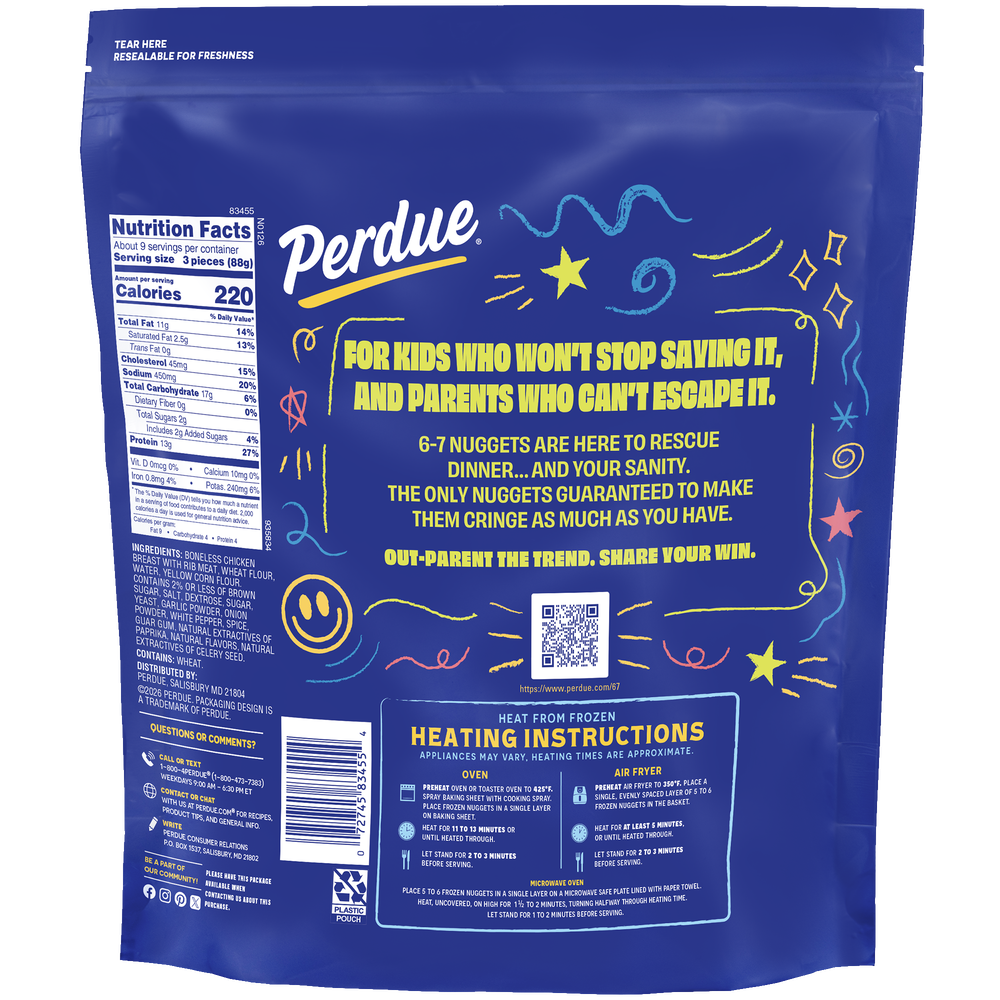 TEAR HERE
RESEALABLE FOR FRESHNESS
83455
N0126
Nutrition Facts
About 9 servings per container
Serving size 3 pieces (88g)
Amount per serving
Calories 220
% Daily Value*
Total Fat 11g 14%
Saturated Fat 2.5g 13%
Trans Fat 0g
Cholesterol 45mg 15%
Sodium 450mg 20%
Total Carbohydrate 17g 6%
Dietary Fiber 0g 0%
Total Sugars 2g
Includes 2g Added Sugars 4%
Protein 13g 27%
Vit. D 0mcg 0% • Calcium 10mg 0%
Iron 0.8mg 4% • Potas. 240mg 6%
*The % Daily Value (DV) tells you how much a nutrient
in a serving of food contributes to a daily diet. 2,000
calories a day is used for general nutrition advice.
Calories per gram:
Fat 9 • Carbohydrate 4 • Protein 4
935834
INGREDIENTS: BONELESS CHICKEN
BREAST WITH RIB MEAT, WHEAT FLOUR,
WATER, YELLOW CORN FLOUR,
CONTAINS 2% OR LESS OF BROWN
SUGAR, SALT, DEXTROSE, SUGAR,
YEAST, GARLIC POWDER, ONION
POWDER, WHITE PEPPER, SPICE,
GUAR GUM, NATURAL EXTRACTIVES OF
PAPRIKA, NATURAL FLAVORS, NATURAL
EXTRACTIVES OF CELERY SEED.
CONTAINS: WHEAT.
DISTRIBUTED BY:
PERDUE, SALISBURY MD 21804
©2026 PERDUE. PACKAGING DESIGN IS
A TRADEMARK OF PERDUE.
QUESTIONS OR COMMENTS?
CALL OR TEXT
1-800-4PERDUE® (1-800-473-7383)
WEEKDAYS 9:00 AM – 6:30 PM ET
CONTACT OR CHAT
WITH US AT PERDUE.COM® FOR RECIPES,
PRODUCT TIPS, AND GENERAL INFO.
WRITE
PERDUE CONSUMER RELATIONS
P.O. BOX 1537, SALISBURY, MD 21802
BE A PART OF
OUR COMMUNITY!
PLEASE HAVE THIS PACKAGE
AVAILABLE WHEN
CONTACTING US ABOUT THIS
PURCHASE.
Perdue®
FOR KIDS WHO WON'T STOP SAYING IT,
AND PARENTS WHO CAN'T ESCAPE IT.
6-7 NUGGETS ARE HERE TO RESCUE
DINNER... AND YOUR SANITY.
THE ONLY NUGGETS GUARANTEED TO MAKE
THEM CRINGE AS MUCH AS YOU HAVE.
OUT-PARENT THE TREND. SHARE YOUR WIN.
https://www.perdue.com/67
0 72745 83455 4
PLASTIC
POUCH
HEAT FROM FROZEN
HEATING INSTRUCTIONS
APPLIANCES MAY VARY, HEATING TIMES ARE APPROXIMATE.
OVEN
PREHEAT OVEN OR TOASTER OVEN TO 425°F.
SPRAY BAKING SHEET WITH COOKING SPRAY.
PLACE FROZEN NUGGETS IN A SINGLE LAYER
ON BAKING SHEET.
HEAT FOR 11 TO 13 MINUTES OR
UNTIL HEATED THROUGH.
LET STAND FOR 2 TO 3 MINUTES
BEFORE SERVING.
AIR FRYER
PREHEAT AIR FRYER TO 350°F. PLACE A
SINGLE, EVENLY SPACED LAYER OF 5 TO 6
FROZEN NUGGETS IN THE BASKET.
HEAT FOR AT LEAST 5 MINUTES.
OR UNTIL HEATED THROUGH.
LET STAND FOR 2 TO 3 MINUTES
BEFORE SERVING.
MICROWAVE OVEN
PLACE 5 TO 6 FROZEN NUGGETS IN A SINGLE LAYER ON A MICROWAVE SAFE PLATE LINED WITH PAPER TOWEL.
HEAT, UNCOVERED, ON HIGH FOR 1½ TO 2 MINUTES, TURNING HALFWAY THROUGH HEATING TIME.
LET STAND FOR 1 TO 2 MINUTES BEFORE SERVING.